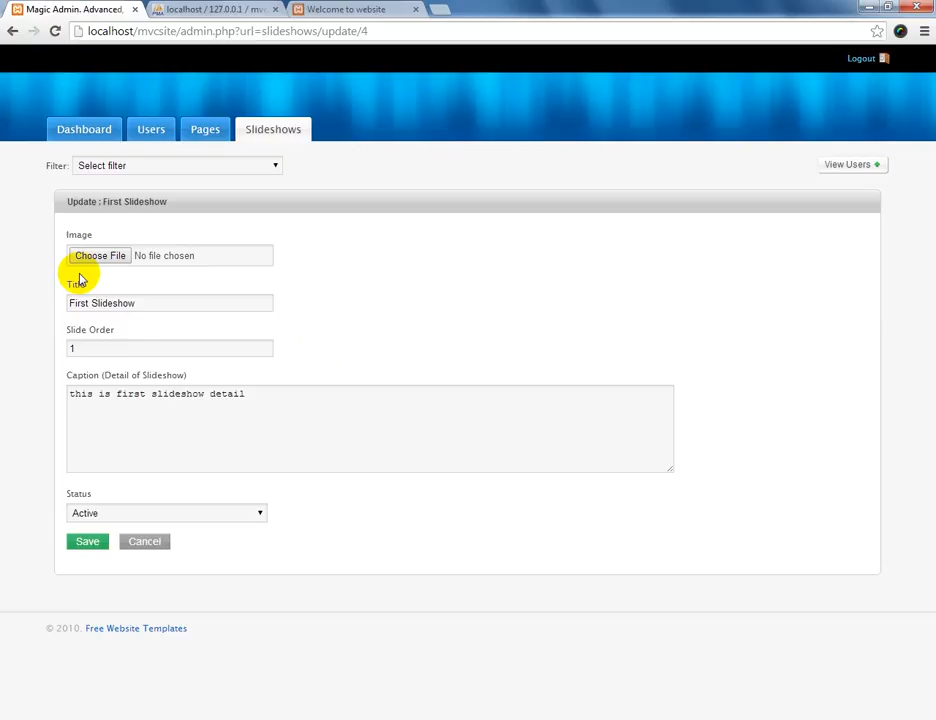 Magic Admin. Advanced,
localhost / 127.0.0.1 / mv
Welcome to website
localhost/mvcsite/admin.php?url=slideshows/update/4
Logout
Dashboard
Users
Pages
Slideshows
Filter:
Select filter
View Users
Update : First Slideshow
Image
Choose File
No file chosen
First Slideshow
Slide Order
1
Caption (Detail of Slideshow)
this is first slideshow detail
Status
Active
Save
Cancel
© 2010. Free Website Templates